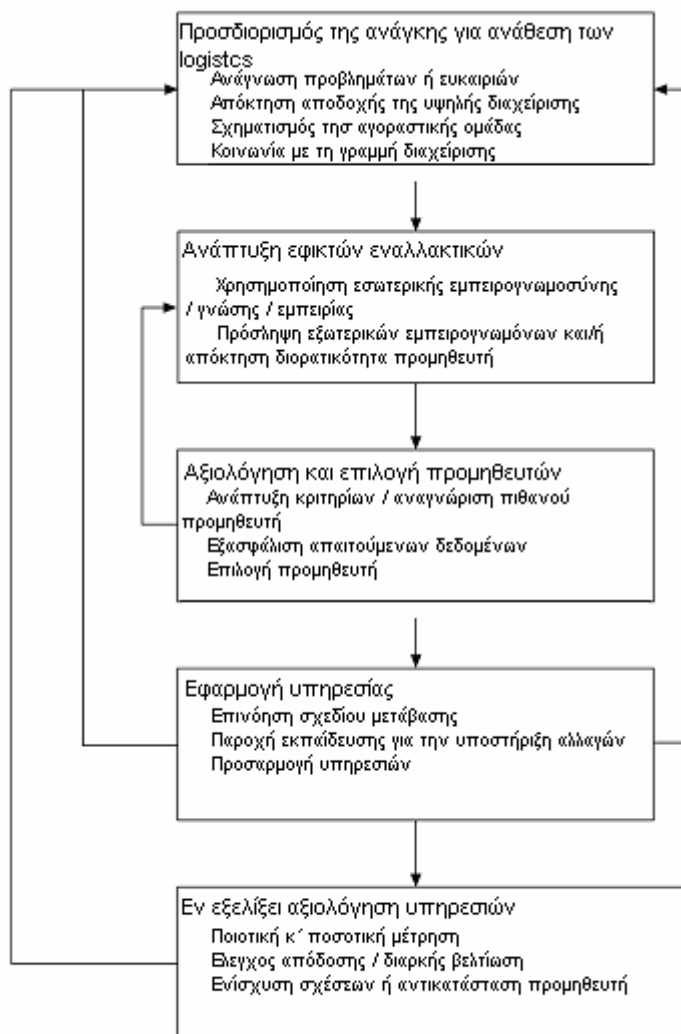 Προσδιορισμός της ανάγκης για ανάθεση των
logistcs
Ανάγνωση προβλημάτων ή ευκαιριών
Απόκτηση αποδοχής της υψηλής διαχείρισης
Σχηματισμός τησ αγοραστικής ομάδας
Κοινωνία με τη γραμμή διαχείρισης
Ανάπτυξη εφικτών εναλλακτικών
Χρησημοποίηση εσωτερικής εμπειρογνωμοσύνης
/ γνώσης / εμπειρίας
Πρόσληψη εξωτερικών εμπειρογνωμόνων και/ή
απόκτηση διορατικότητα προμηθευτή
Αξιολόγηση και επιλογή προμηθευτών
Ανάπτυξη κριτηρίων / αναγνώριση πιθανού
προμηθευτή
Εξασφάλιση απαιτούμενων δεδομένων
Επιλογή προμηθευτή
Εφαρμογή υπηρεσίας
Επινόηση σχεδίου μετάβασης
Παροχή εκπαίδευσης για την υποστήριξη αλλαγών
Προσαρμογή υπηρεσιών
Εν εξελίξει αξιολόγηση υπηρεσιών
Ποιοτική κ΄ ποσοτική μέτρηση
Ελεγχος απόδοσης / διαρκής βελτίωση
Ενίσχυση σχέσεων ή αντικατάσταση προμηθευτή